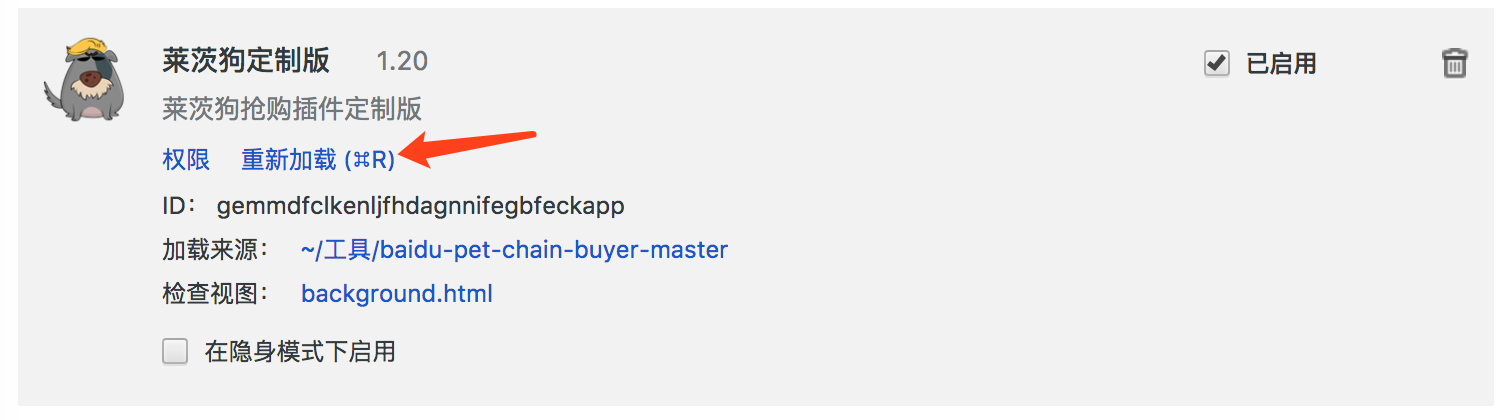 莱茨狗定制版 1.20 已启用
莱茨狗抢购插件定制版
权限 重新加载 (⌘R)
ID： gemmdfclkenljfhdagnnifegbfeckapp
加载来源： ~/工具/baidu-pet-chain-buyer-master
检查视图： background.html
在隐身模式下启用